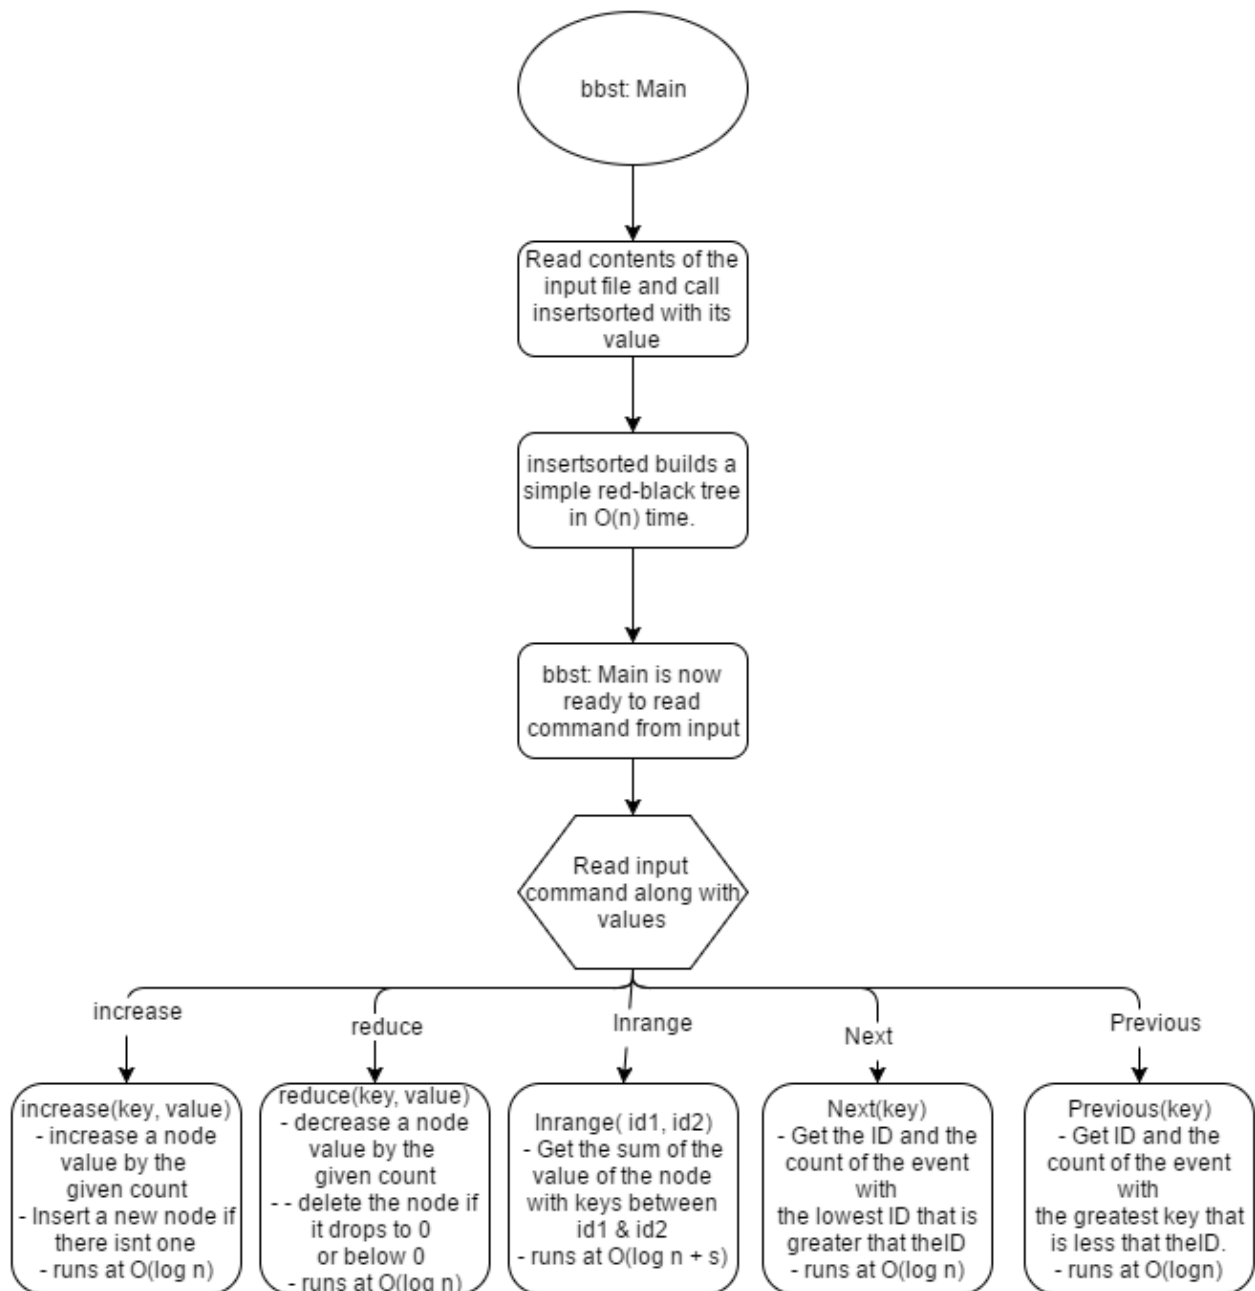 bbst: Main
Read contents of the
input file and call
insertsorted with its
value
insertsorted builds a
simple red-black tree
in O(n) time.
bbst: Main is now
ready to read
command from input
Read input
command along with
values
increase
reduce
Inrange
Next
Previous
increase(key, value)
- increase a node
value by the
given count
- Insert a new node if
there isnt one
- runs at O(log n)
reduce(key, value)
- decrease a node
value by the
given count
- - delete the node if
it drops to 0
or below 0
- runs at O(log n)
Inrange( id1, id2)
- Get the sum of the
value of the node
with keys between
id1 & id2
- runs at O(log n + s)
Next(key)
- Get the ID and the
count of the event
with
the lowest ID that is
greater that theID
- runs at O(log n)
Previous(key)
- Get ID and the
count of the event
with
the greatest key that
is less that theID.
- runs at O(logn)